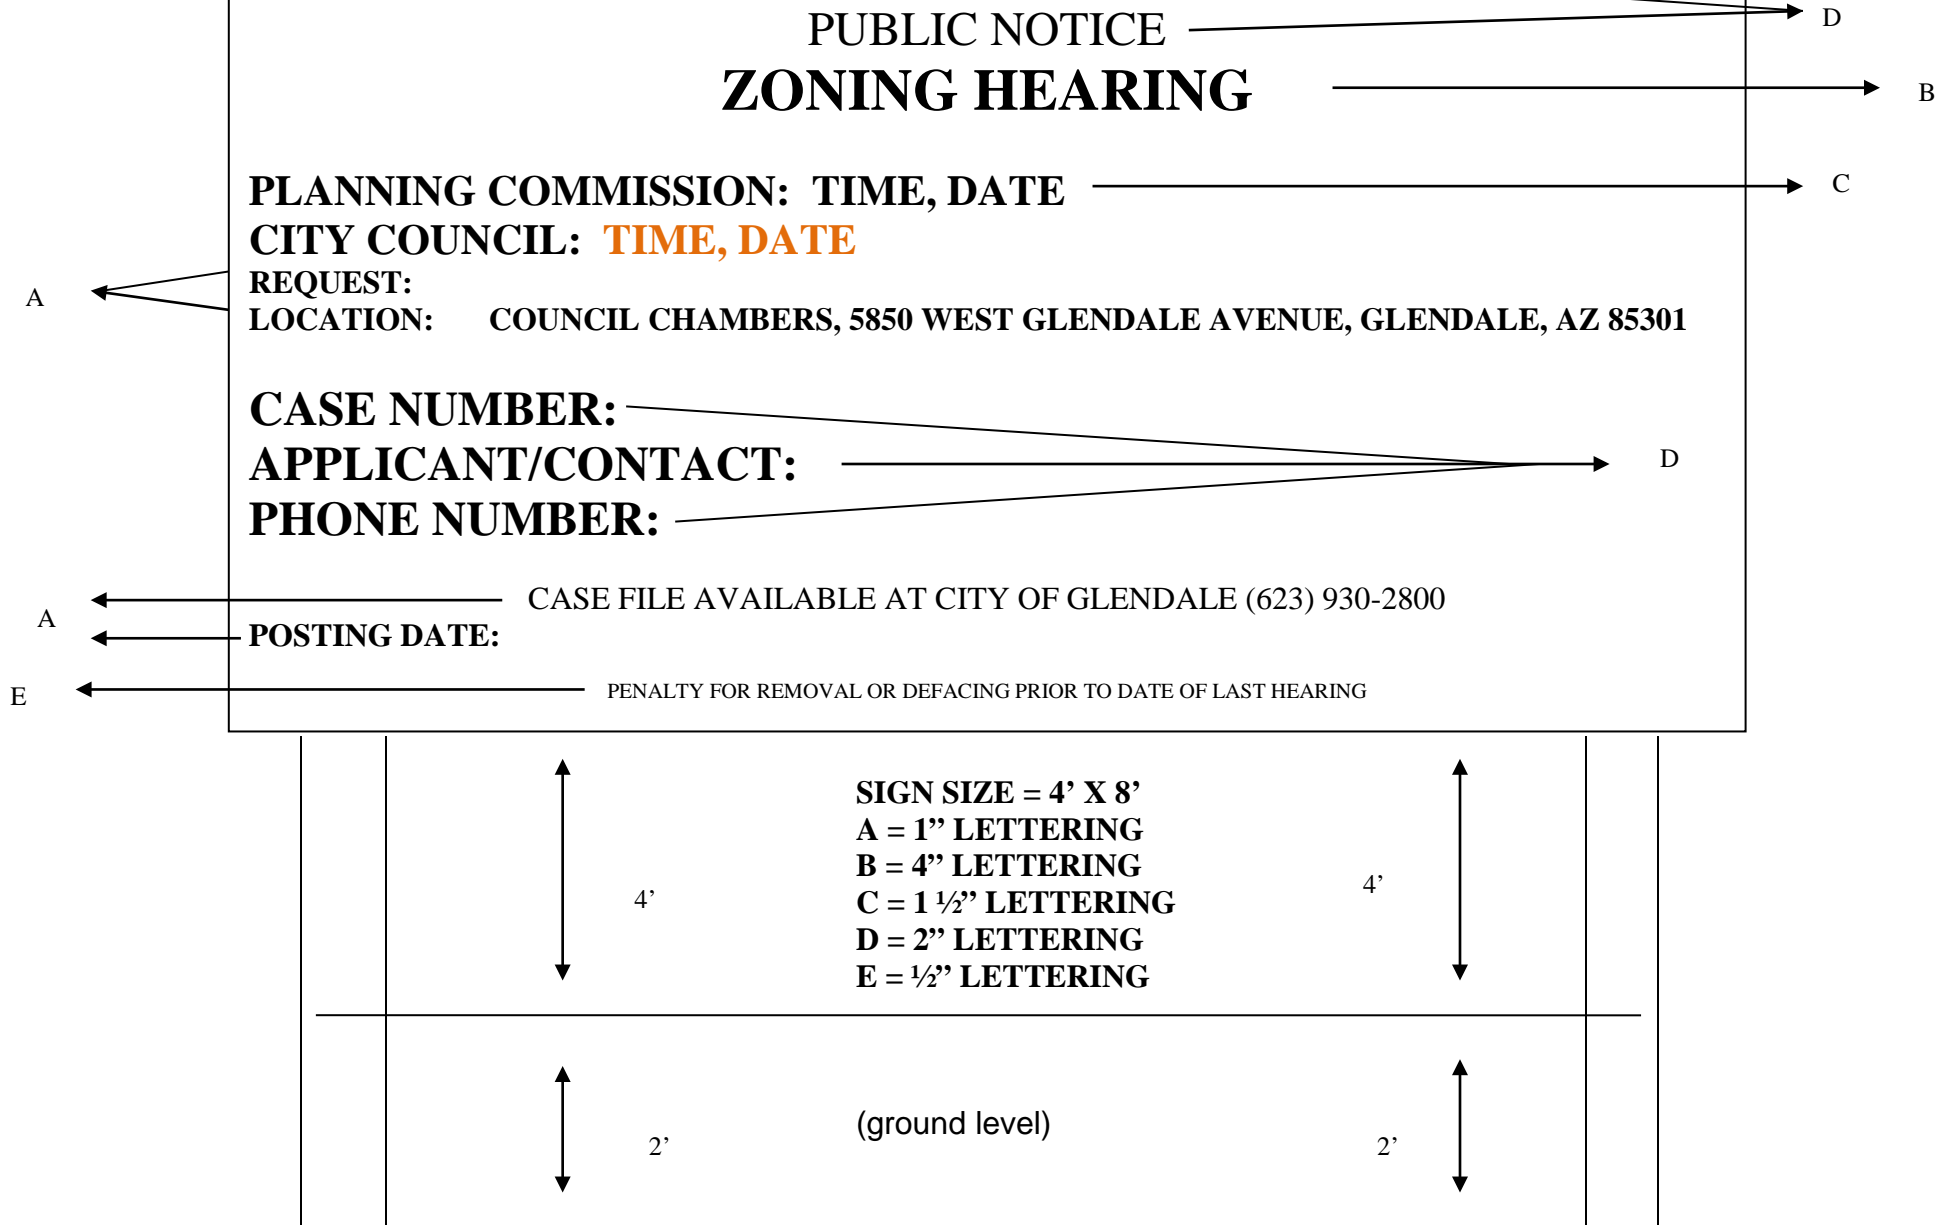 PUBLIC NOTICE D
ZONING HEARING B
PLANNING COMMISSION: TIME, DATE C
CITY COUNCIL: TIME, DATE
REQUEST:
A
LOCATION: COUNCIL CHAMBERS, 5850 WEST GLENDALE AVENUE, GLENDALE, AZ 85301
CASE NUMBER:
APPLICANT/CONTACT: D
PHONE NUMBER:
CASE FILE AVAILABLE AT CITY OF GLENDALE (623) 930-2800
A
POSTING DATE:
E PENALTY FOR REMOVAL OR DEFACING PRIOR TO DATE OF LAST HEARING
SIGN SIZE = 4’ X 8’
A = 1” LETTERING
B = 4” LETTERING
4’ C = 1 ½” LETTERING 4’
D = 2” LETTERING
E = ½” LETTERING
(ground level)
2’ 2’